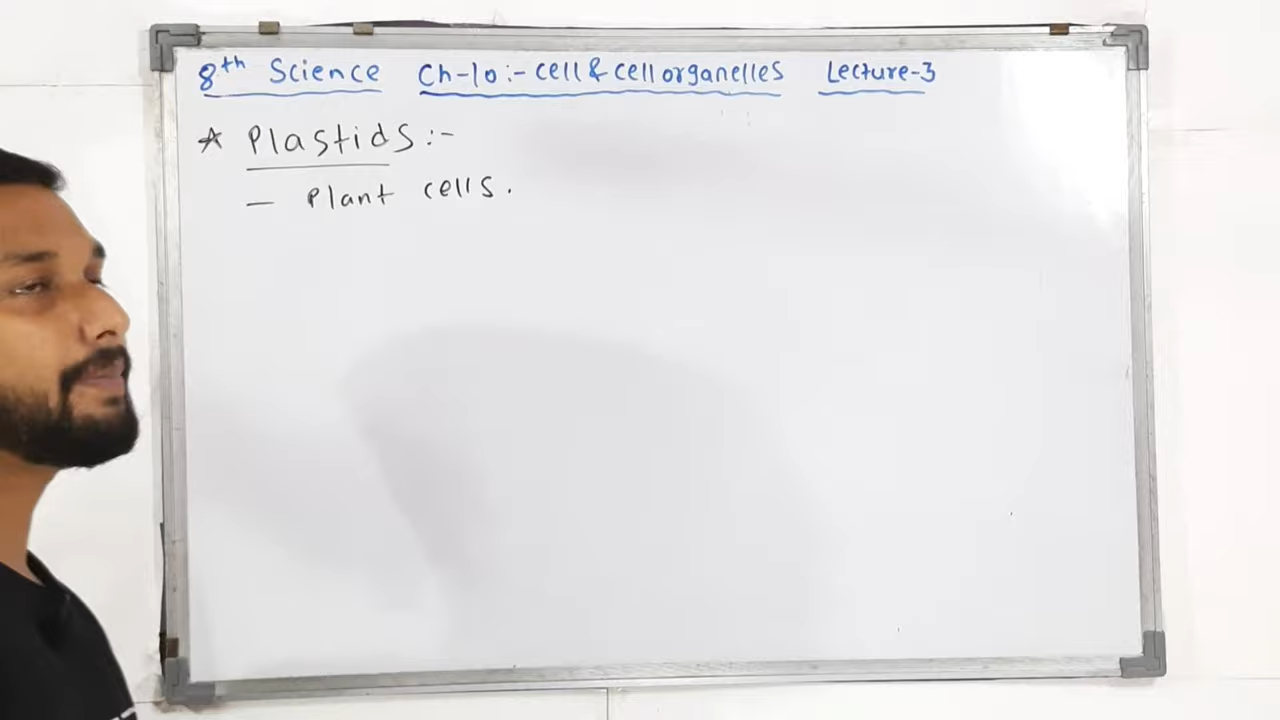 8th Science Ch-10:- cell & cell organelles Lecture-3
* Plastids:-
- Plant cells.